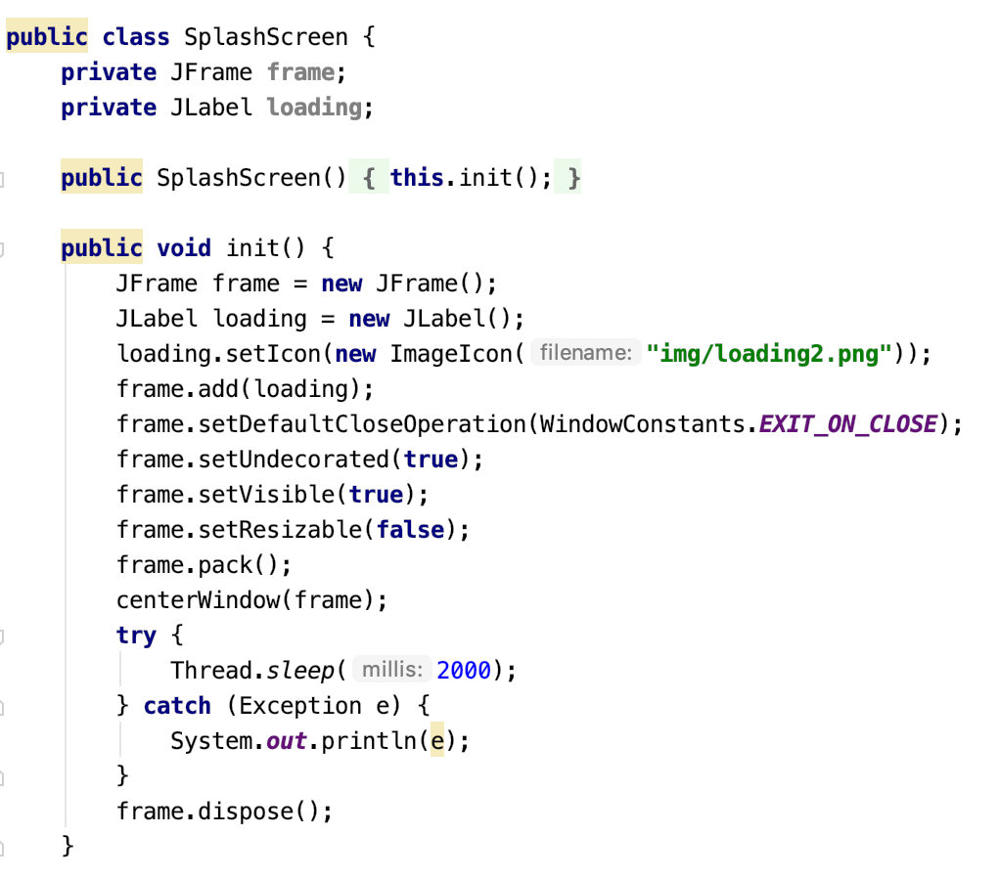 public class SplashScreen {
    private JFrame frame;
    private JLabel loading;

    public SplashScreen() { this.init(); }

    public void init() {
        JFrame frame = new JFrame();
        JLabel loading = new JLabel();
        loading.setIcon(new ImageIcon( filename: "img/loading2.png"));
        frame.add(loading);
        frame.setDefaultCloseOperation(WindowConstants.EXIT_ON_CLOSE);
        frame.setUndecorated(true);
        frame.setVisible(true);
        frame.setResizable(false);
        frame.pack();
        centerWindow(frame);
        try {
            Thread.sleep( millis: 2000);
        } catch (Exception e) {
            System.out.println(e);
        }
        frame.dispose();
    }